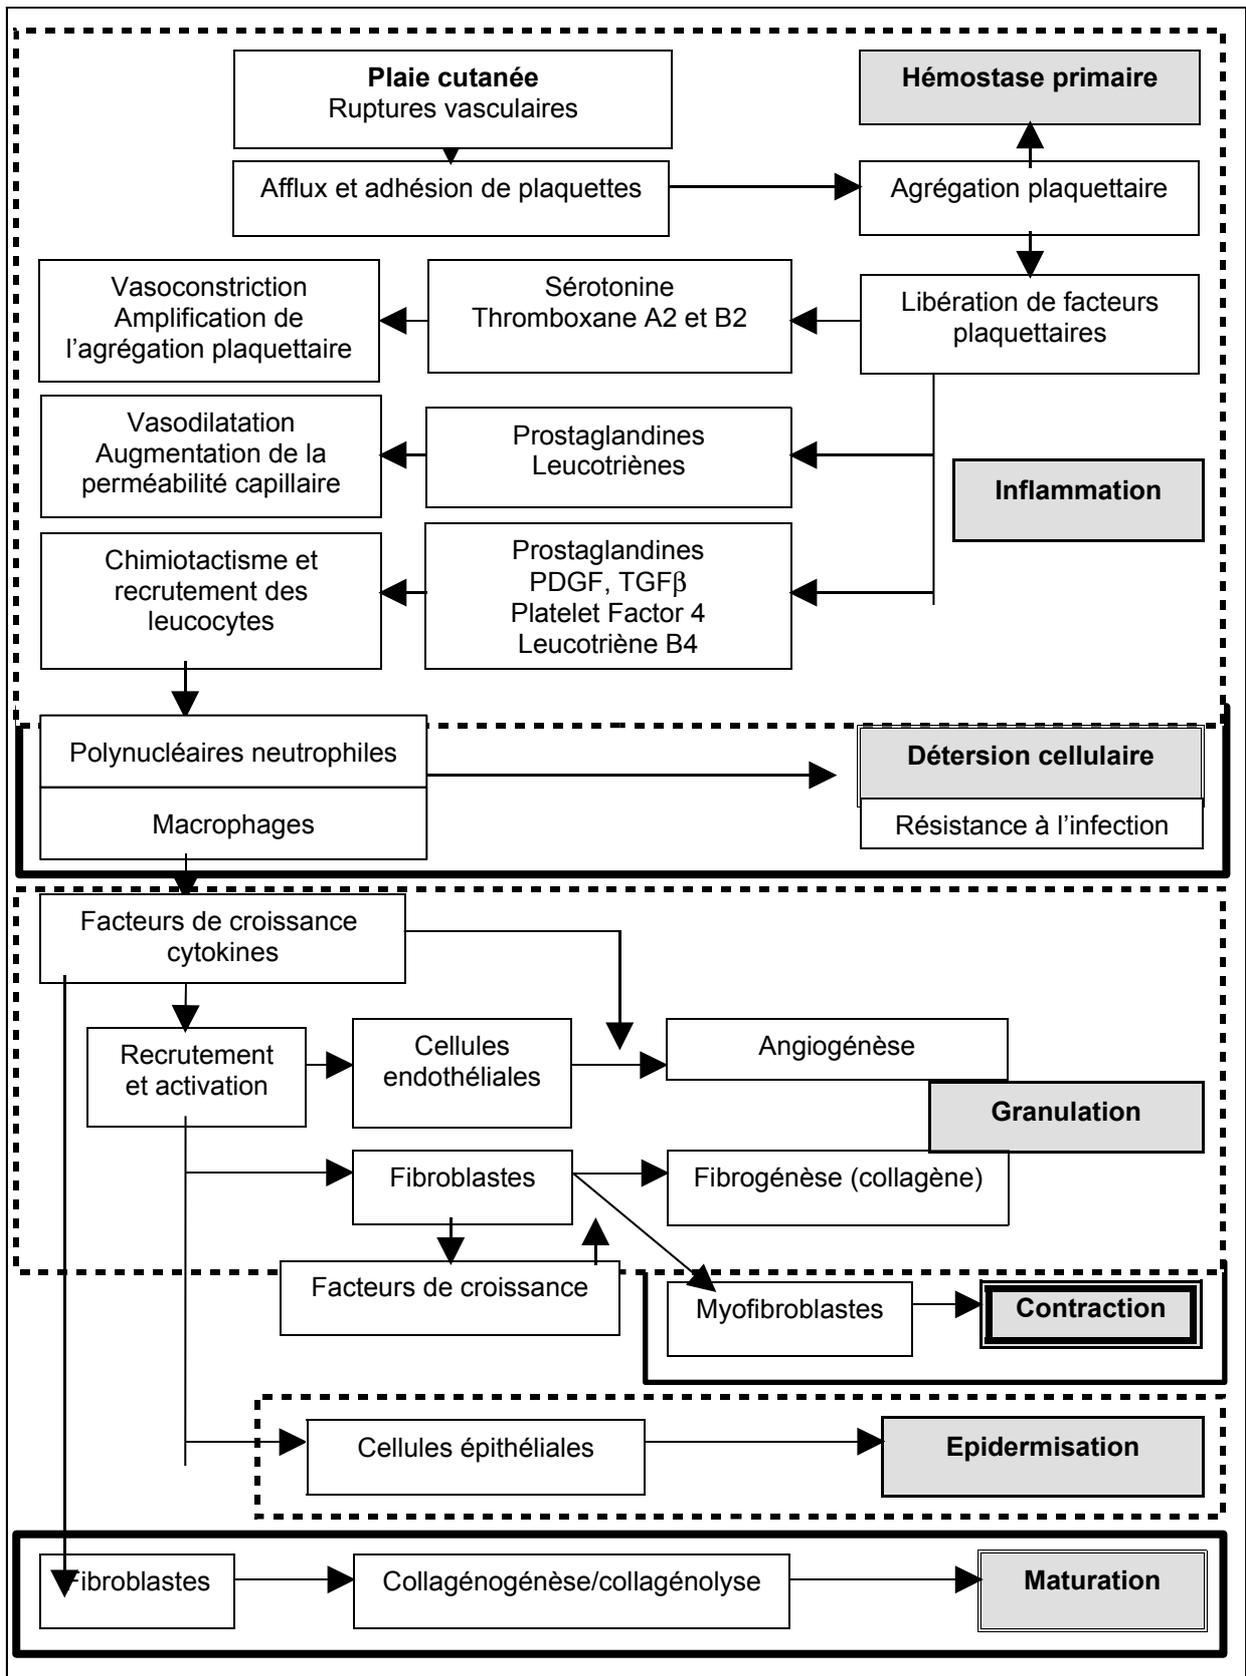 Plaie cutanée
Ruptures vasculaires
Hémostase primaire
Afflux et adhésion de plaquettes
Agrégation plaquettaire
Vasoconstriction
Amplification de
l'agrégation plaquettaire
Sérotonine
Thromboxane A2 et B2
Libération de facteurs
plaquettaires
Vasodilatation
Augmentation de la
perméabilité capillaire
Prostaglandines
Leucotriènes
Inflammation
Chimiotactisme et
recrutement des
leucocytes
Prostaglandines
PDGF, TGFβ
Platelet Factor 4
Leucotriène B4
Polynucléaires neutrophiles
Macrophages
Détersion cellulaire
Résistance à l'infection
Facteurs de croissance
cytokines
Recrutement
et activation
Cellules
endothéliales
Angiogénèse
Granulation
Fibroblastes
Fibrogénèse (collagène)
Facteurs de croissance
Myofibroblastes
Contraction
Cellules épithéliales
Epidermisation
Fibroblastes
Collagénogénèse/collagénolyse
Maturation